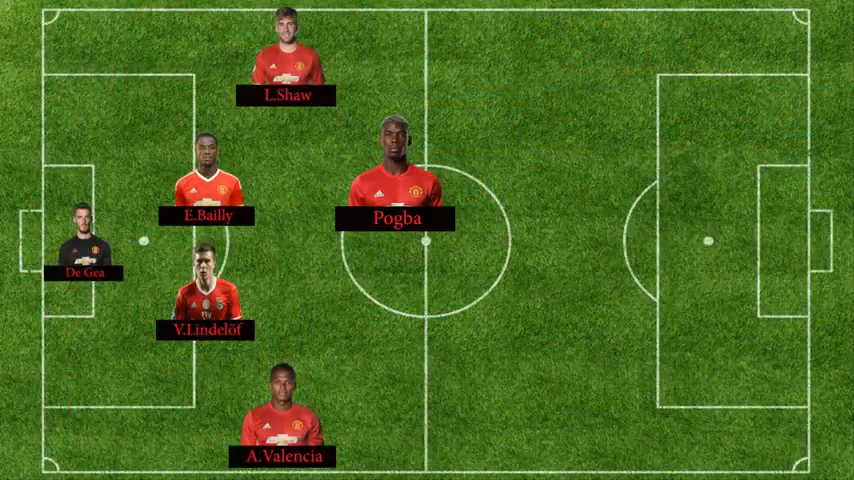 L.Shaw
E.Bailly
Pogba
De Gea
V.Lindelöf
A.Valencia